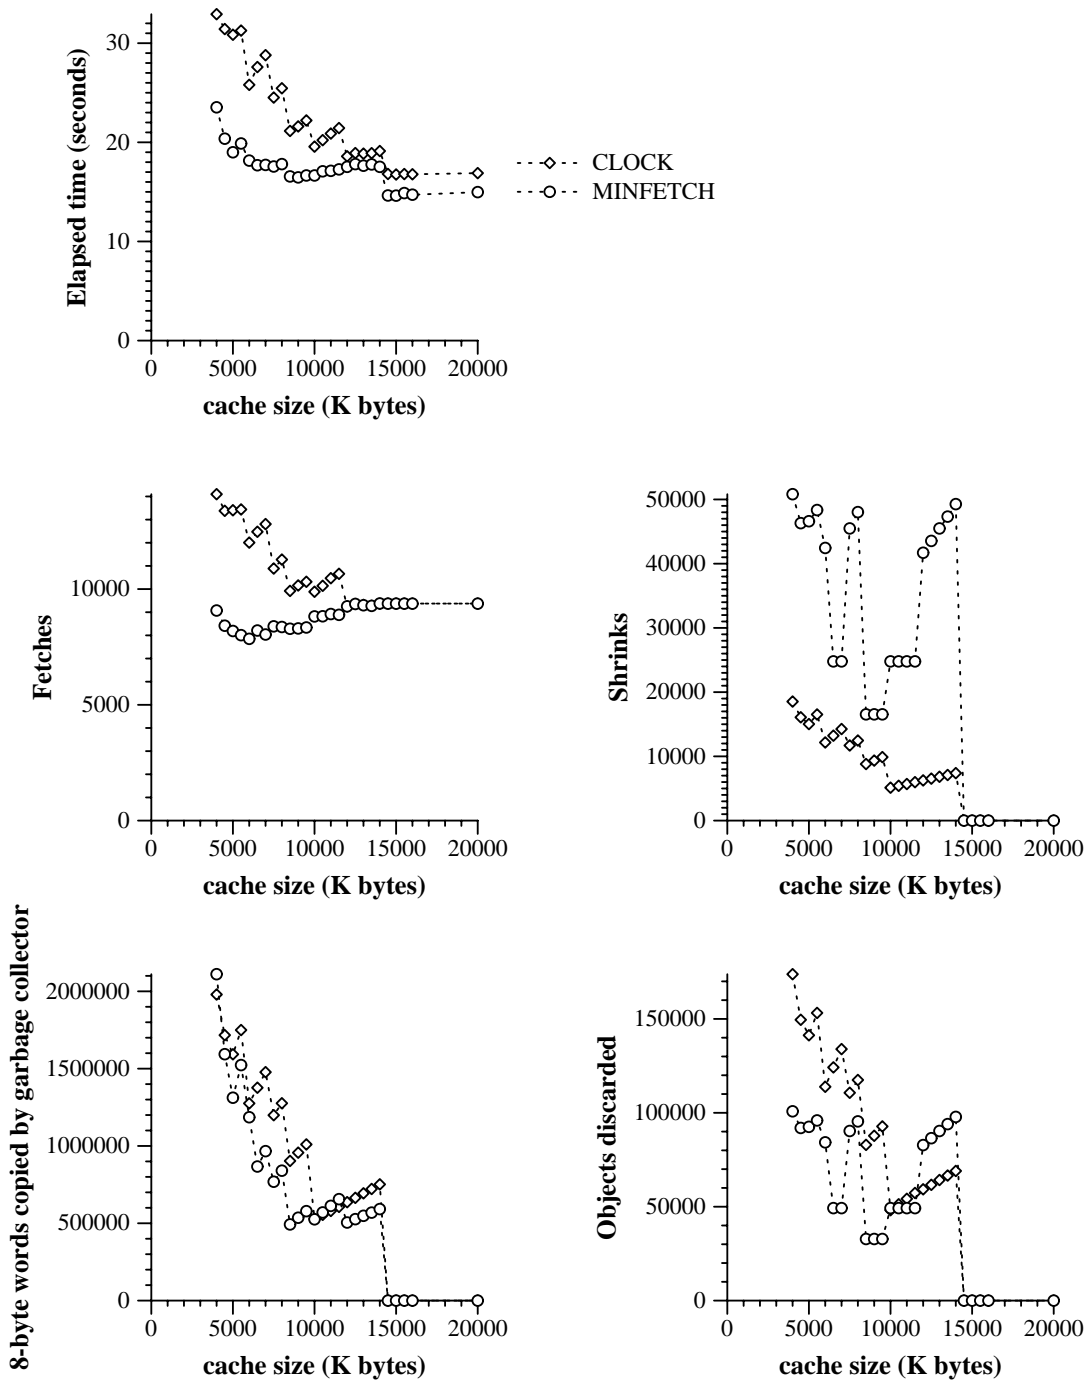 30
20
10
0
Elapsed time (seconds)
0 5000 10000 15000 20000
cache size (K bytes)
CLOCK
MINFETCH
10000
5000
0
Fetches
0 5000 10000 15000 20000
cache size (K bytes)
50000
40000
30000
20000
10000
0
Shrinks
0 5000 10000 15000 20000
cache size (K bytes)
2000000
1500000
1000000
500000
0
8-byte words copied by garbage collector
0 5000 10000 15000 20000
cache size (K bytes)
150000
100000
50000
0
Objects discarded
0 5000 10000 15000 20000
cache size (K bytes)